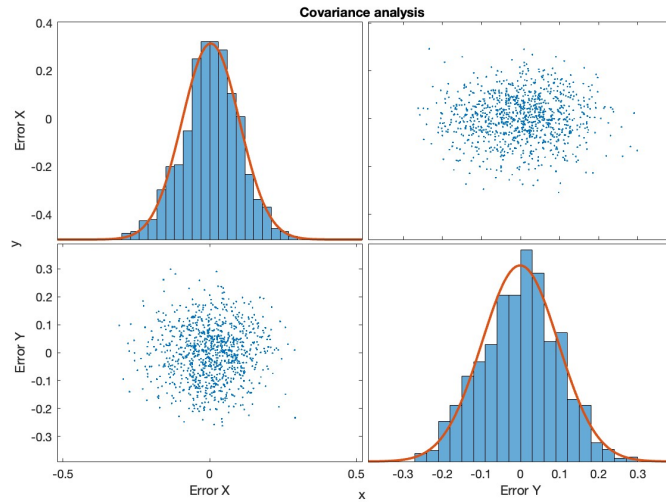 Covariance analysis
0.4
0.2
0
-0.2
-0.4
Error X
y
0.3
0.2
0.1
0
-0.1
-0.2
-0.3
Error Y
-0.5 0 0.5
Error X
x
-0.3 -0.2 -0.1 0 0.1 0.2 0.3
Error Y